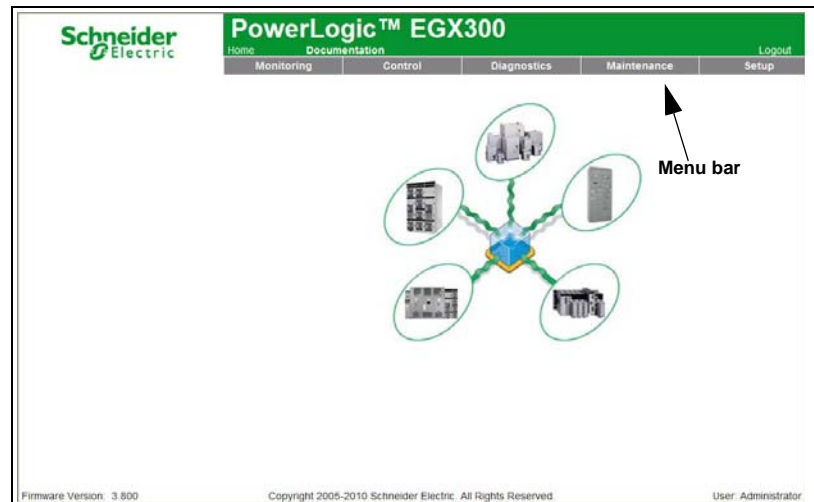 Schneider
Electric
PowerLogic™ EGX300
Home Documentation Logout
Monitoring Control Diagnostics Maintenance Setup
Menu bar
Firmware Version: 3.800 Copyright 2005-2010 Schneider Electric. All Rights Reserved. User: Administrator